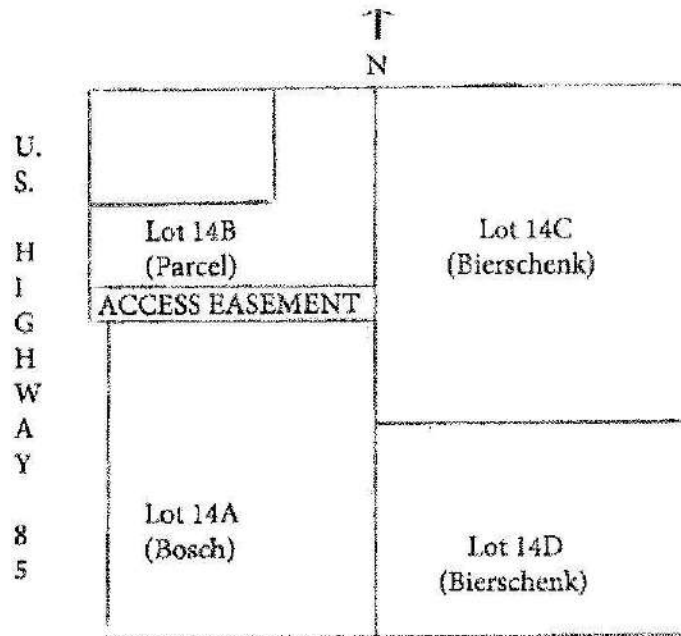 N
U.
S.
H
I
G
H
W
A
Y
8
5
Lot 14B
(Parcel)
Lot 14C
(Bierschenk)
ACCESS EASEMENT
Lot 14A
(Bosch)
Lot 14D
(Bierschenk)